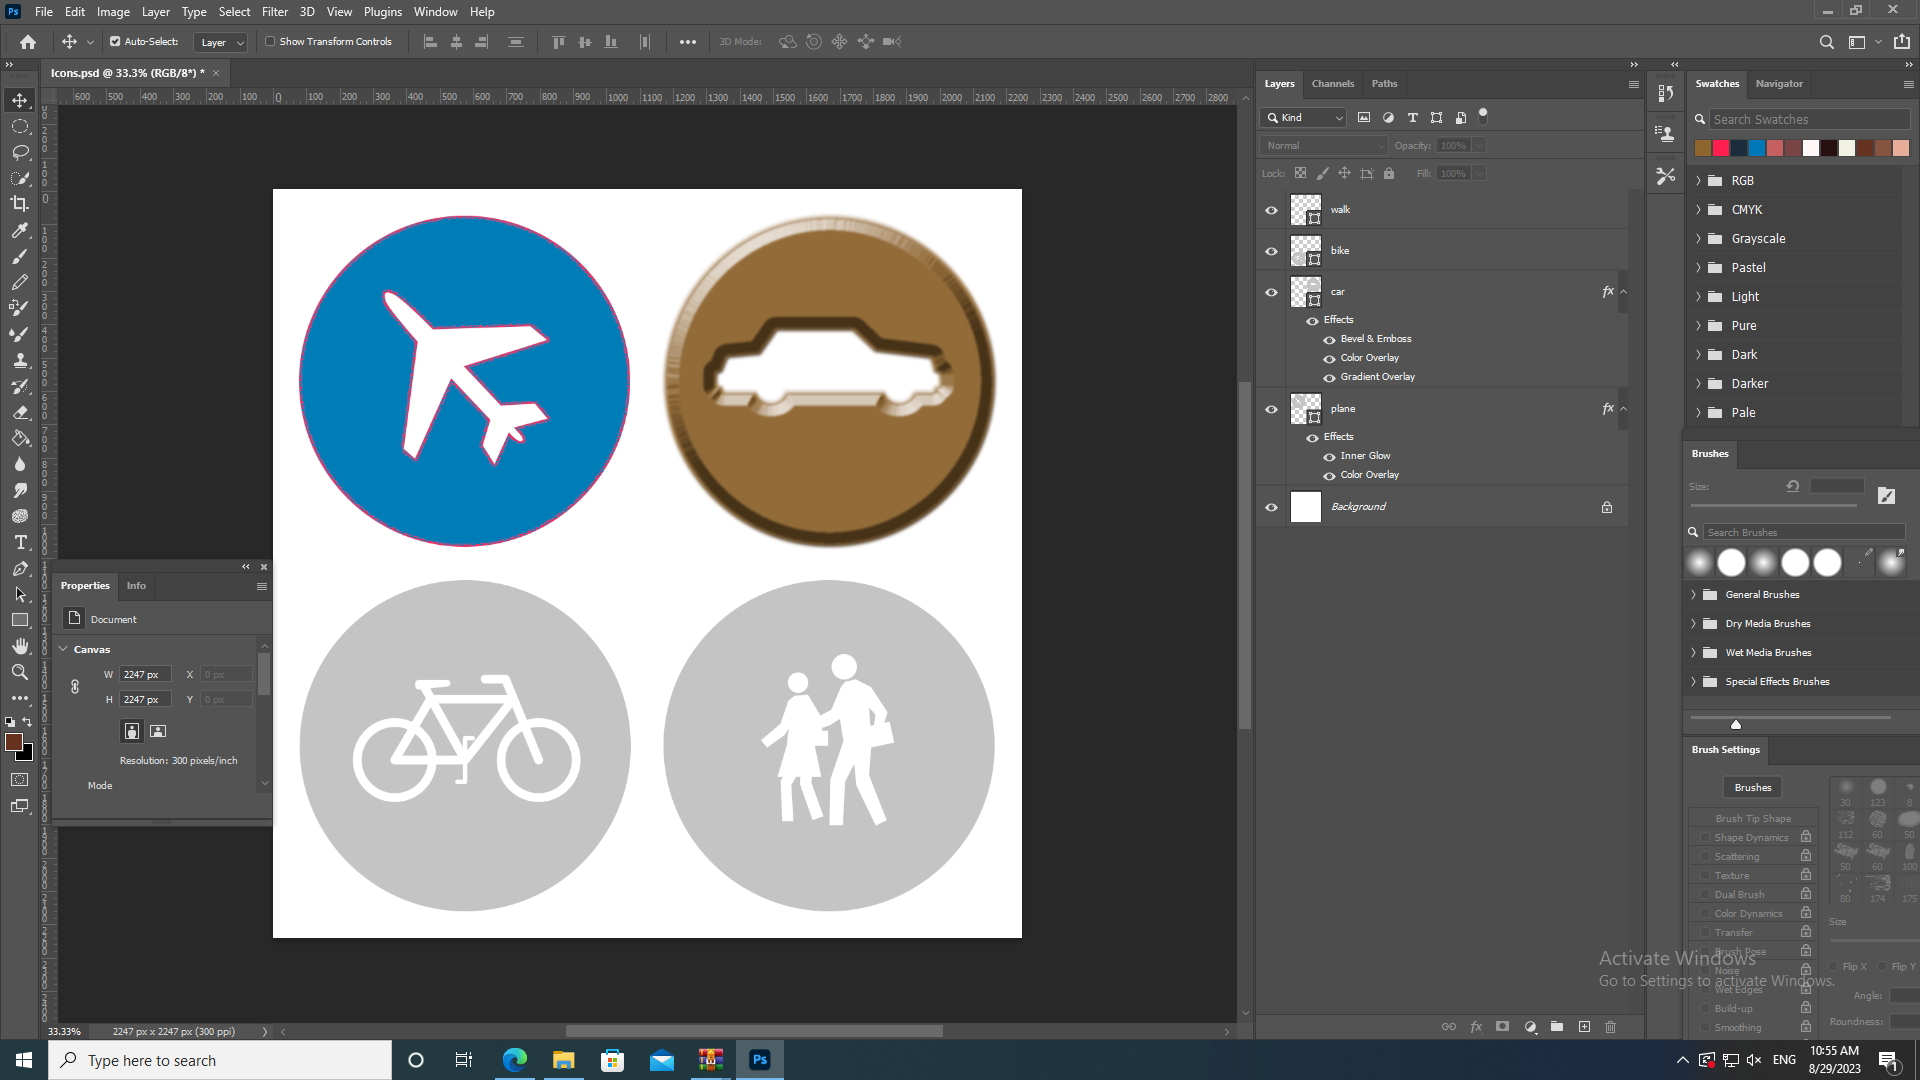 Ps File Edit Image Layer Type Select Filter 3D View Plugins Window Help
Auto-Select: Layer Show Transform Controls 3D Mode:
Icons.psd @ 33.3% (RGB/8*) *
600 500 400 300 200 100 0 100 200 300 400 500 600 700 800 900 1000 1100 1200 1300 1400 1500 1600 1700 1800 1900 2000 2100 2200 2300 2400 2500 2600 2700 2800
Properties Info
Document
Canvas
W 2247 px X 0 px
H 2247 px Y 0 px
Resolution: 300 pixels/inch
Mode
33.33% 2247 px x 2247 px (300 ppi)
Layers Channels Paths
Kind
Normal Opacity: 100%
Lock: Fill: 100%
walk
bike
car fx
Effects
Bevel & Emboss
Color Overlay
Gradient Overlay
plane fx
Effects
Inner Glow
Color Overlay
Background
fx
Swatches Navigator
Search Swatches
RGB
CMYK
Grayscale
Pastel
Light
Pure
Dark
Darker
Pale
Brushes
Size:
Search Brushes
General Brushes
Dry Media Brushes
Wet Media Brushes
Special Effects Brushes
Brush Settings
Brushes
30 123 8
Brush Tip Shape
112 60 50
Shape Dynamics
Scattering
50 60 100
Texture
Dual Brush
80 174 175
Color Dynamics
Size
Transfer
Brush Pose
Flip X Flip Y
Noise
Wet Edges
Angle:
Build-up
Roundness:
Smoothing
Activate Windows
Go to Settings to activate Windows.
Type here to search
Ps
ENG
10:55 AM
8/29/2023
1